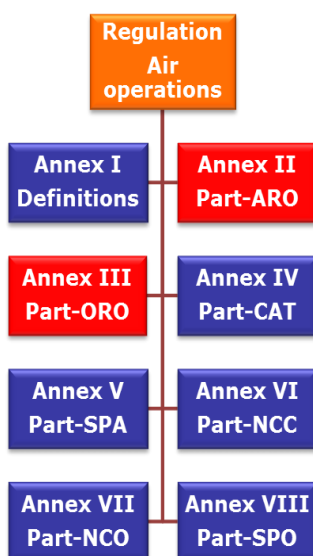 Regulation
Air
operations
Annex I
Definitions
Annex II
Part-ARO
Annex III
Part-ORO
Annex IV
Part-CAT
Annex V
Part-SPA
Annex VI
Part-NCC
Annex VII
Part-NCO
Annex VIII
Part-SPO